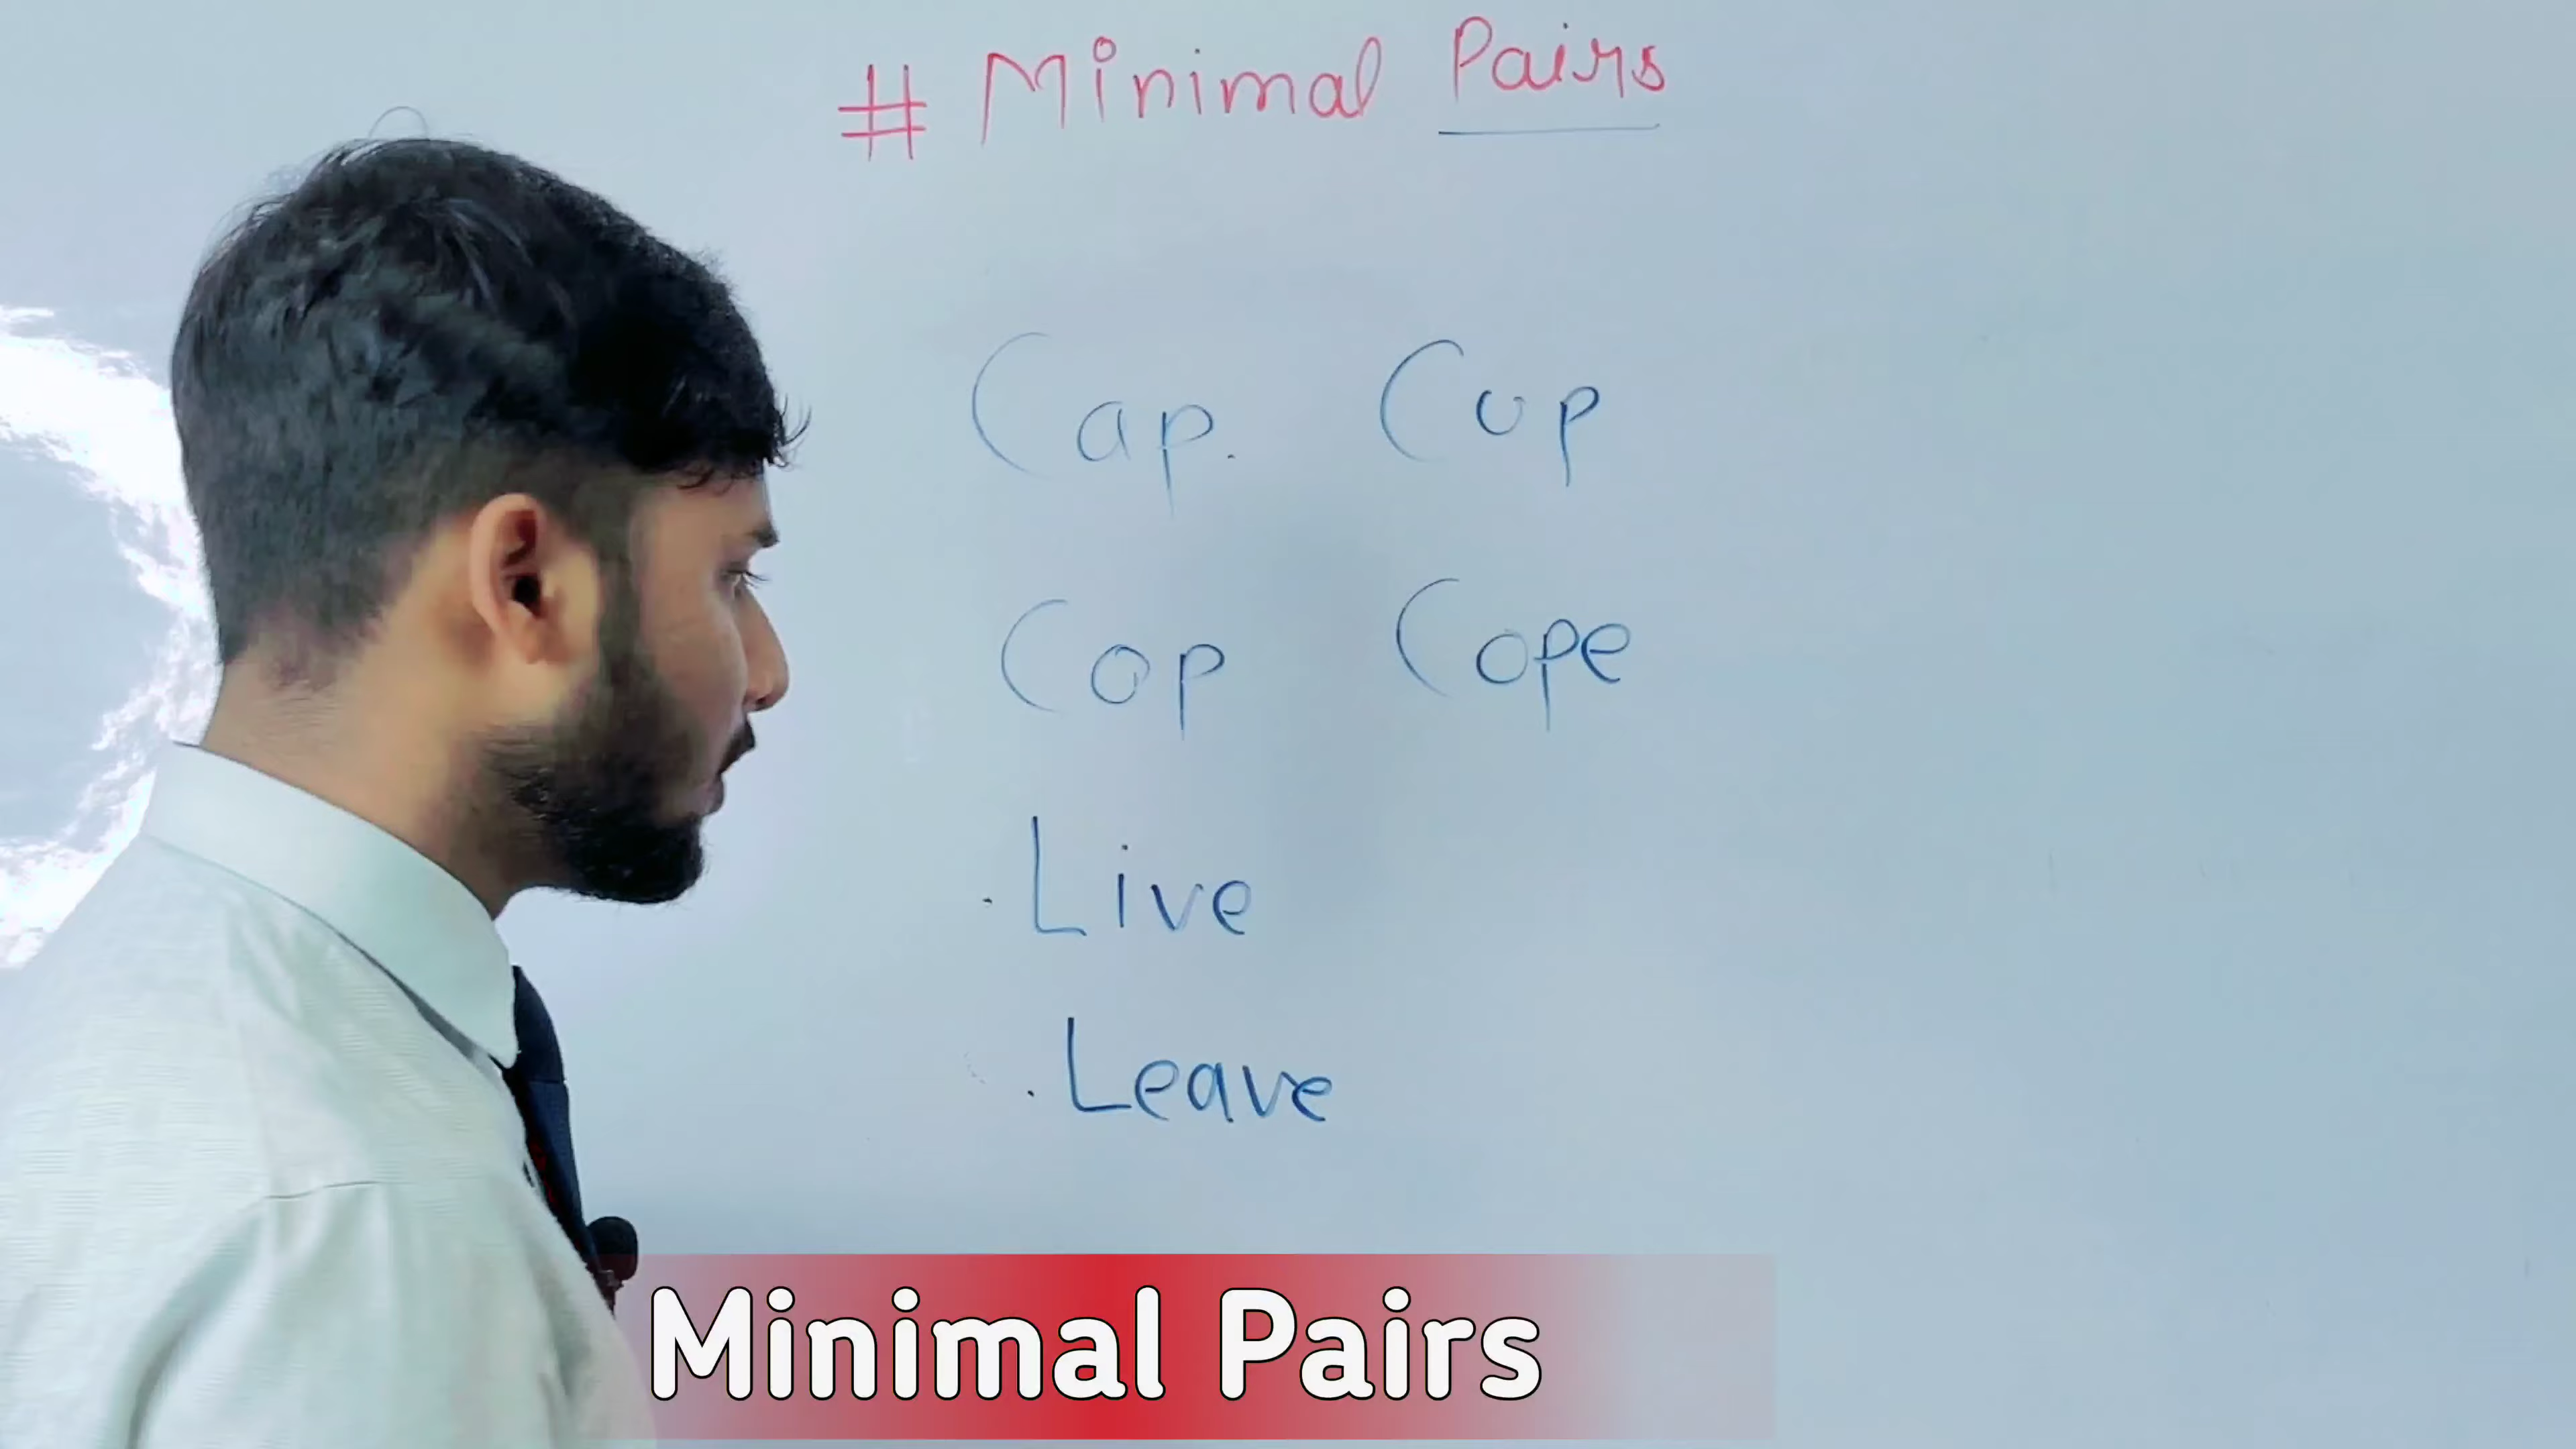 # Minimal Pairs
Cap. Cup
Cop Cope
. Live
. Leave
Minimal Pairs